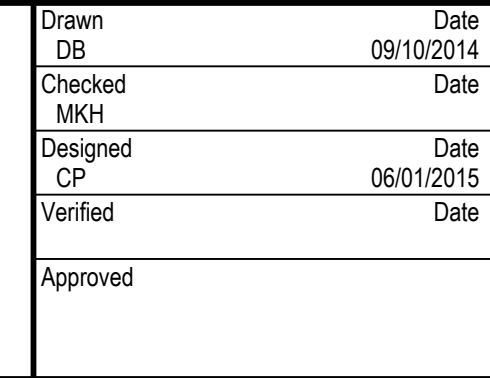 Drawn Date
DB 09/10/2014
Checked Date
MKH
Designed Date
CP 06/01/2015
Verified Date
Approved